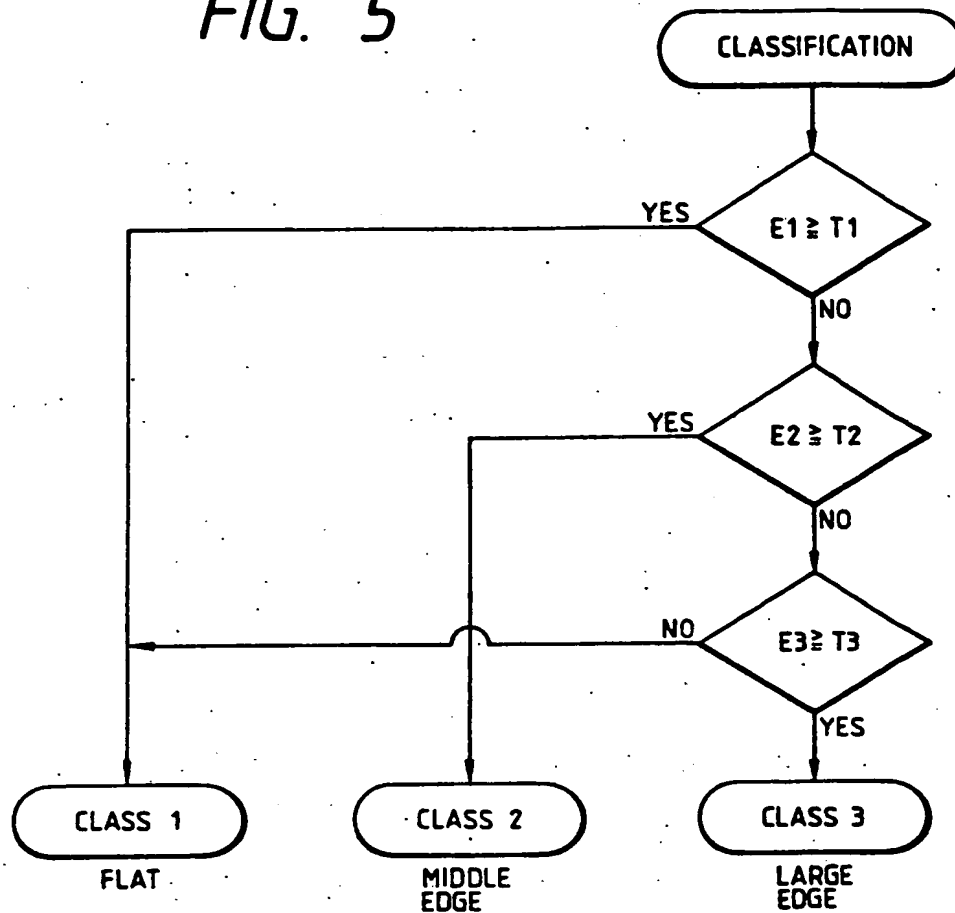 FIG. 5
CLASSIFICATION
YES
E1 ≧ T1
NO
YES
E2 ≧ T2
NO
NO
E3 ≧ T3
YES
CLASS 1
CLASS 2
CLASS 3
FLAT
MIDDLE
EDGE
LARGE
EDGE